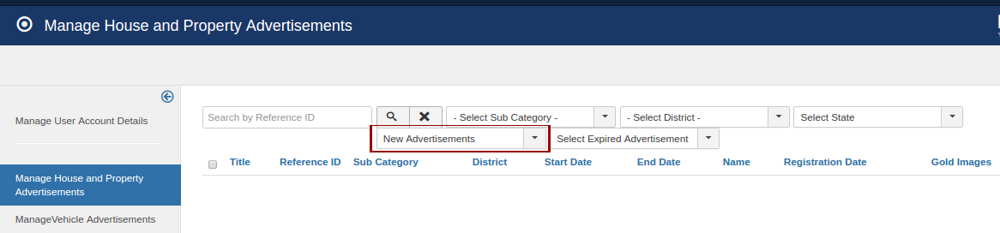 Manage House and Property Advertisements
Manage User Account Details
Manage House and Property
Advertisements
ManageVehicle Advertisements
Search by Reference ID - Select Sub Category - - Select District - Select State
New Advertisements Select Expired Advertisement
Title Reference ID Sub Category District Start Date End Date Name Registration Date Gold Images